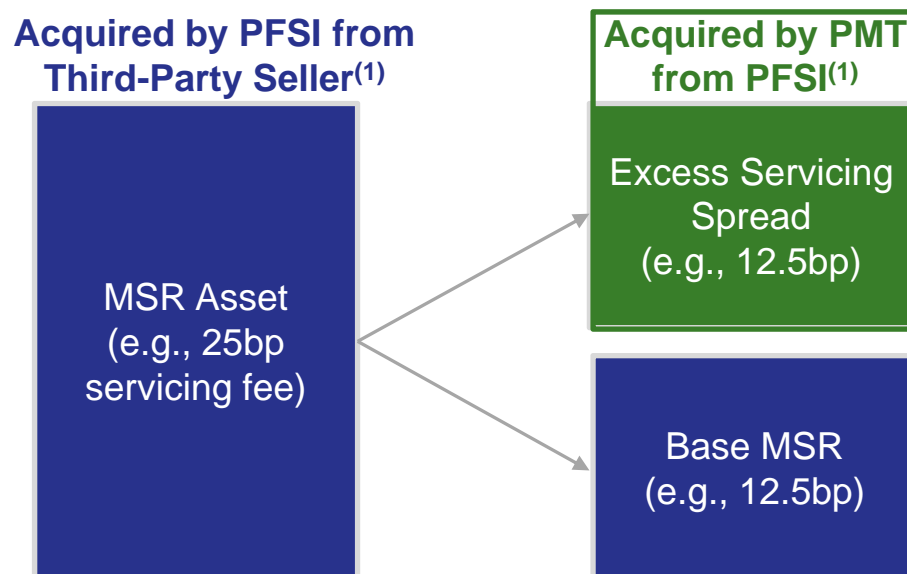 Acquired by PFSI from
Third-Party Seller(1)
MSR Asset
(e.g., 25bp
servicing fee)
Acquired by PMT
from PFSI(1)
Excess Servicing
Spread
(e.g., 12.5bp)
Base MSR
(e.g., 12.5bp)